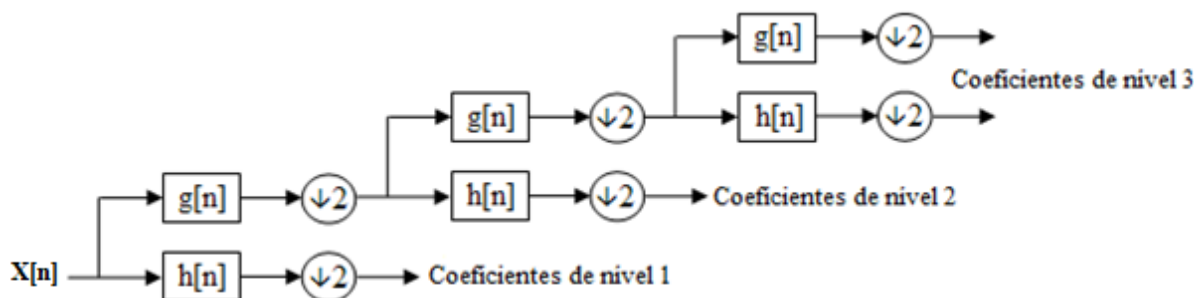 g[n] ↓2
Coeficientes de nivel 3
g[n] ↓2 h[n] ↓2
g[n] ↓2 h[n] ↓2 Coeficientes de nivel 2
X[n] h[n] ↓2 Coeficientes de nivel 1